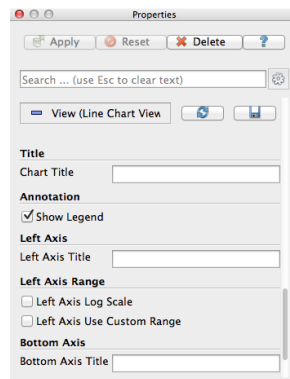 Properties
Apply Reset Delete ?
Search ... (use Esc to clear text)
View (Line Chart View
Title
Chart Title
Annotation
Show Legend
Left Axis
Left Axis Title
Left Axis Range
Left Axis Log Scale
Left Axis Use Custom Range
Bottom Axis
Bottom Axis Title